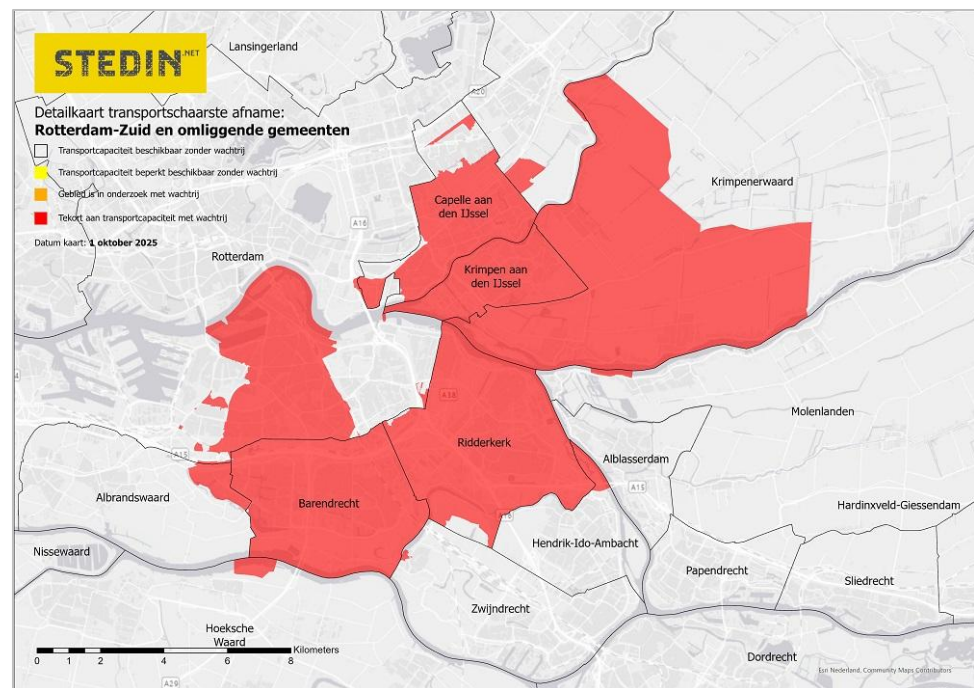 STEDIN.NET
Detailkaart transportschaarste afname:
Rotterdam-Zuid en omliggende gemeenten
Transportcapaciteit beschikbaar zonder wachtrij
Transportcapaciteit beperkt beschikbaar zonder wachtrij
Gebied is in onderzoek met wachtrij
Tekort aan transportcapaciteit met wachtrij
Datum kaart: 1 oktober 2025
Lansingerland
A20
Krimpenerwaard
Capelle aan
den IJssel
A16
Rotterdam
Krimpen aan
den IJssel
A38
Molenlanden
Ridderkerk
A15
Alblasserdam
A15
Albrandswaard
Barendrecht
Hardinxveld-Giessendam
A16
Hendrik-Ido-Ambacht
Nissewaard
Papendrecht
Sliedrecht
Zwijndrecht
Hoeksche
Waard
Kilometers
0 1 2 4 6 8
Dordrecht
Esri Nederland, Community Maps Contributors
A29